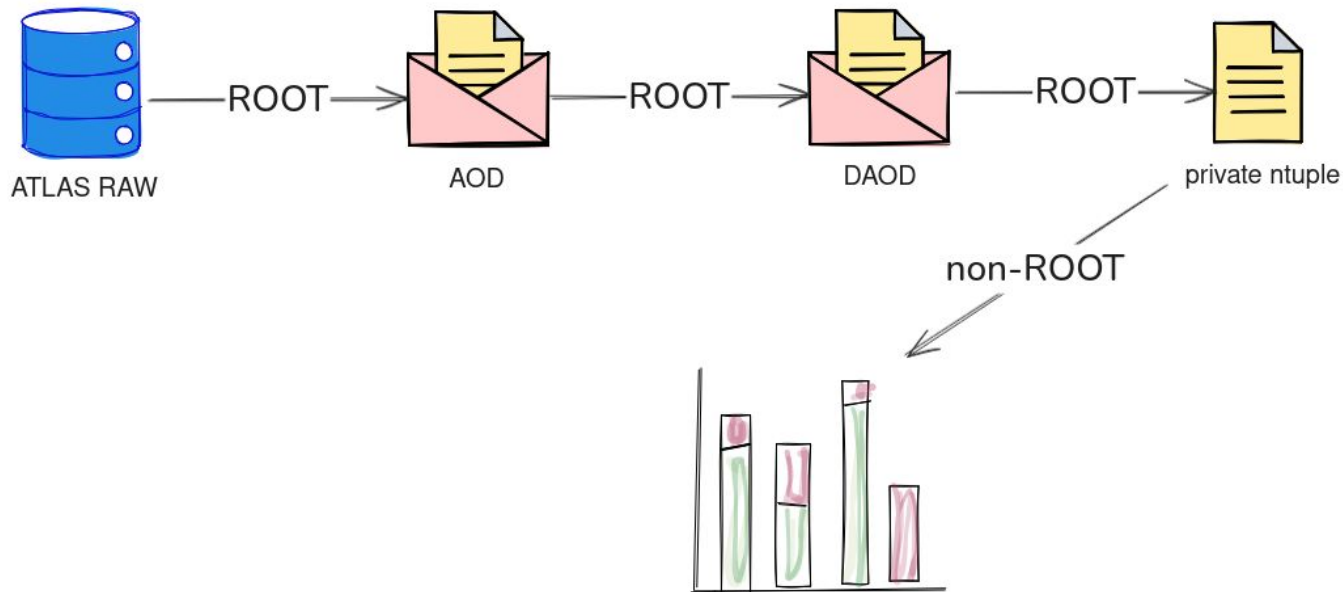 ROOT
ROOT
ROOT
ATLAS RAW
AOD
DAOD
private ntuple
non-ROOT